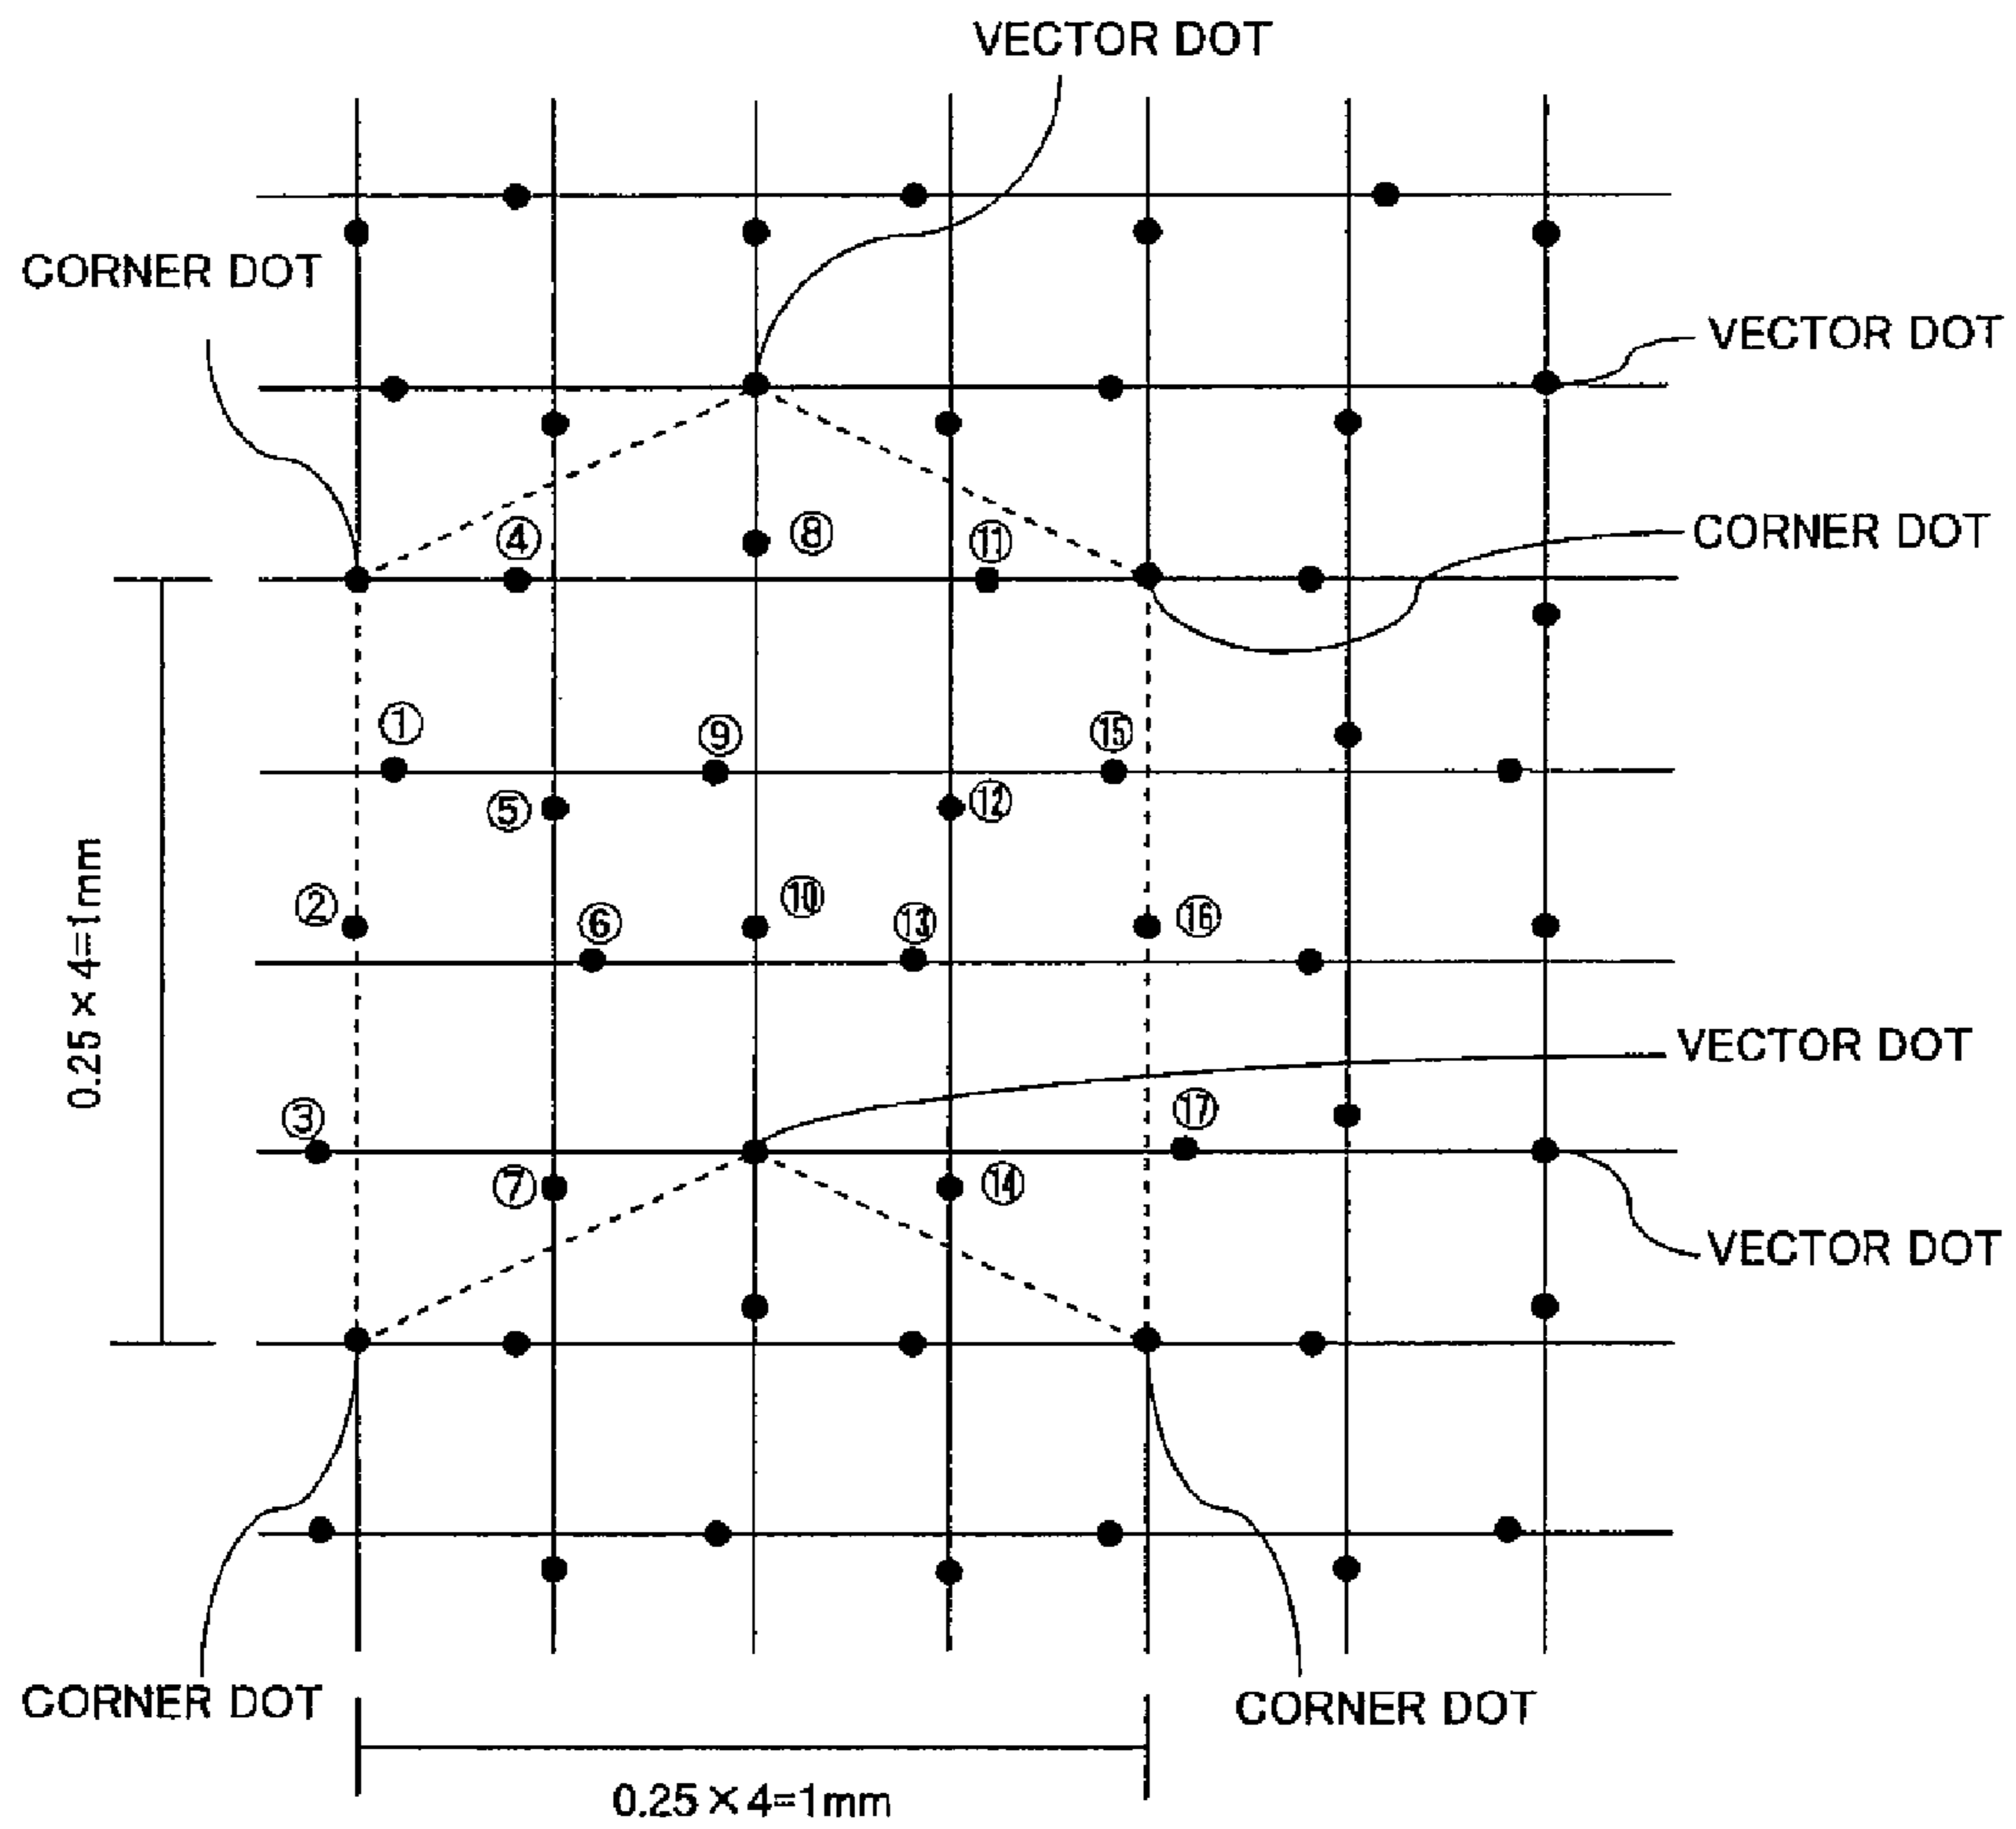 VECTOR DOT
CORNER DOT
VECTOR DOT
④
⑧
⑪
CORNER DOT
①
⑨
⑮
⑤
⑫
②
⑥
⑩
⑬
⑯
0.25×4=1mm
VECTOR DOT
③
⑰
⑦
⑭
VECTOR DOT
CORNER DOT
CORNER DOT
0.25×4=1mm